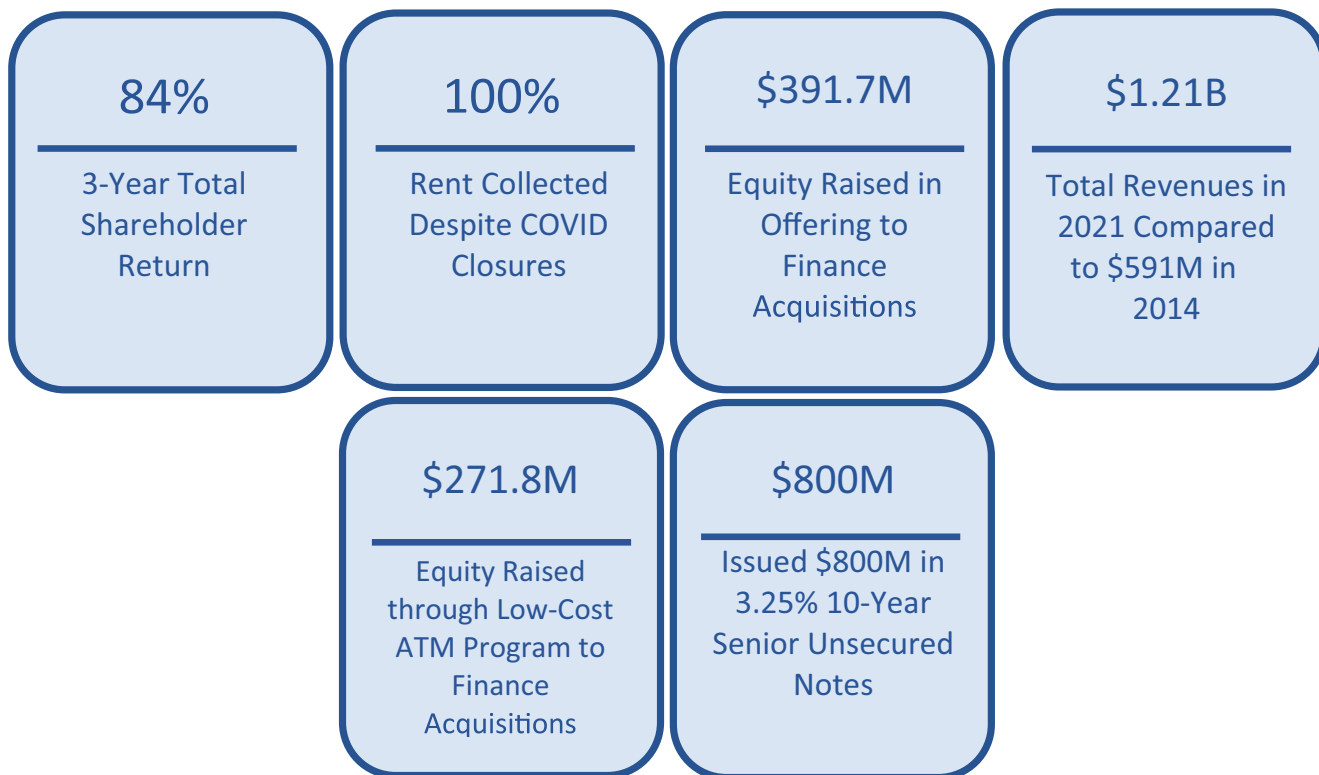 84%
3-Year Total
Shareholder
Return
100%
Rent Collected
Despite COVID
Closures
$391.7M
Equity Raised in
Offering to
Finance
Acquisitions
$1.21B
Total Revenues in
2021 Compared
to $591M in
2014
$271.8M
Equity Raised
through Low-Cost
ATM Program to
Finance
Acquisitions
$800M
Issued $800M in
3.25% 10-Year
Senior Unsecured
Notes